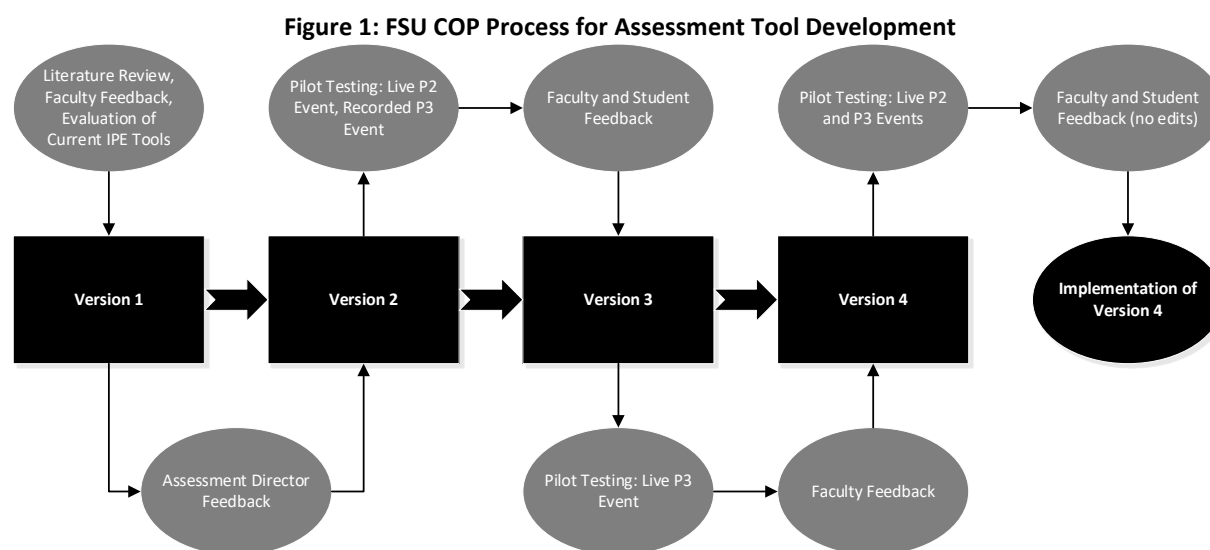 Figure 1: FSU COP Process for Assessment Tool Development
Literature Review,
Faculty Feedback,
Evaluation of
Current IPE Tools
Pilot Testing: Live P2
Event, Recorded P3
Event
Faculty and Student
Feedback
Pilot Testing: Live P2
and P3 Events
Faculty and Student
Feedback (no edits)
Version 1
Version 2
Version 3
Version 4
Implementation of
Version 4
Assessment Director
Feedback
Pilot Testing: Live P3
Event
Faculty Feedback